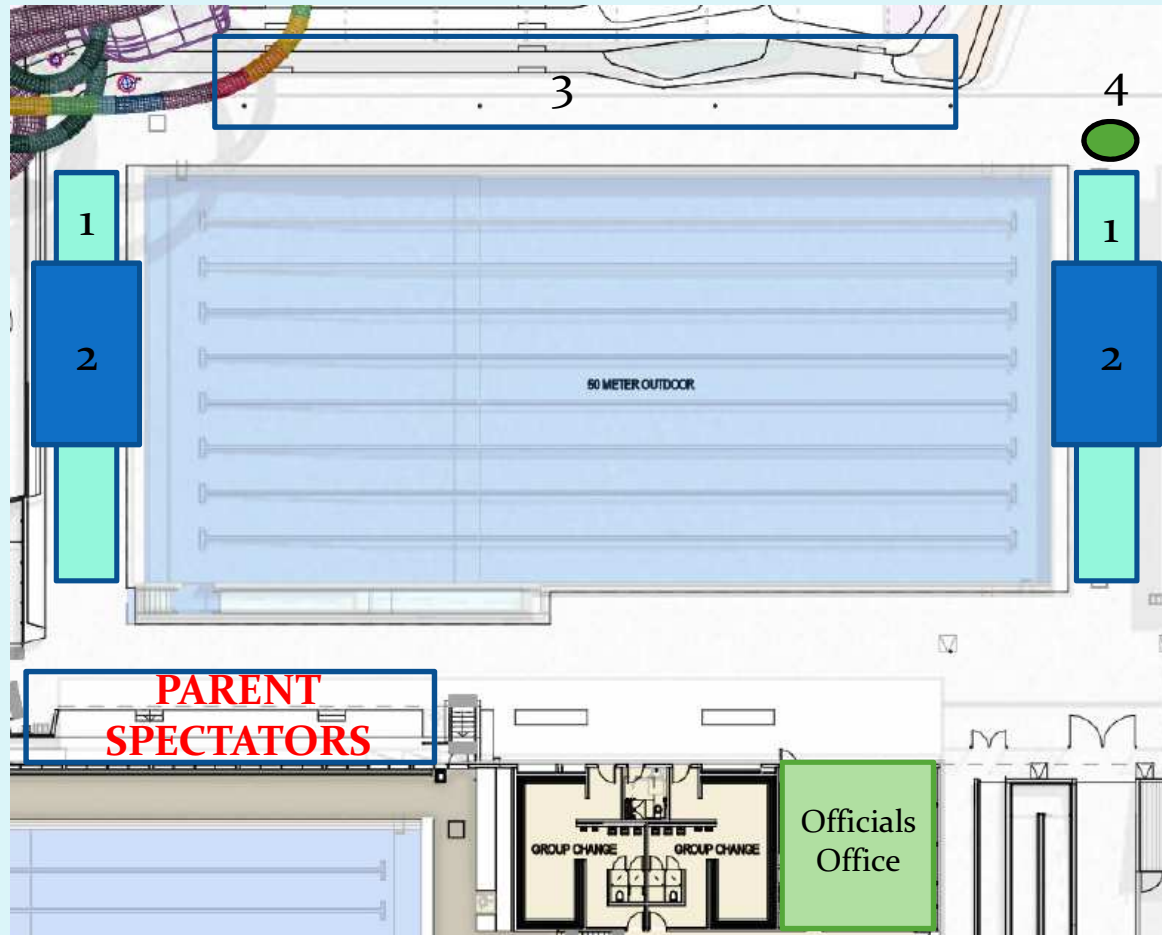 3
4
1
1
2
2
50 METER OUTDOOR
PARENT
SPECTATORS
GROUP CHANGE
GROUP CHANGE
Officials
Office